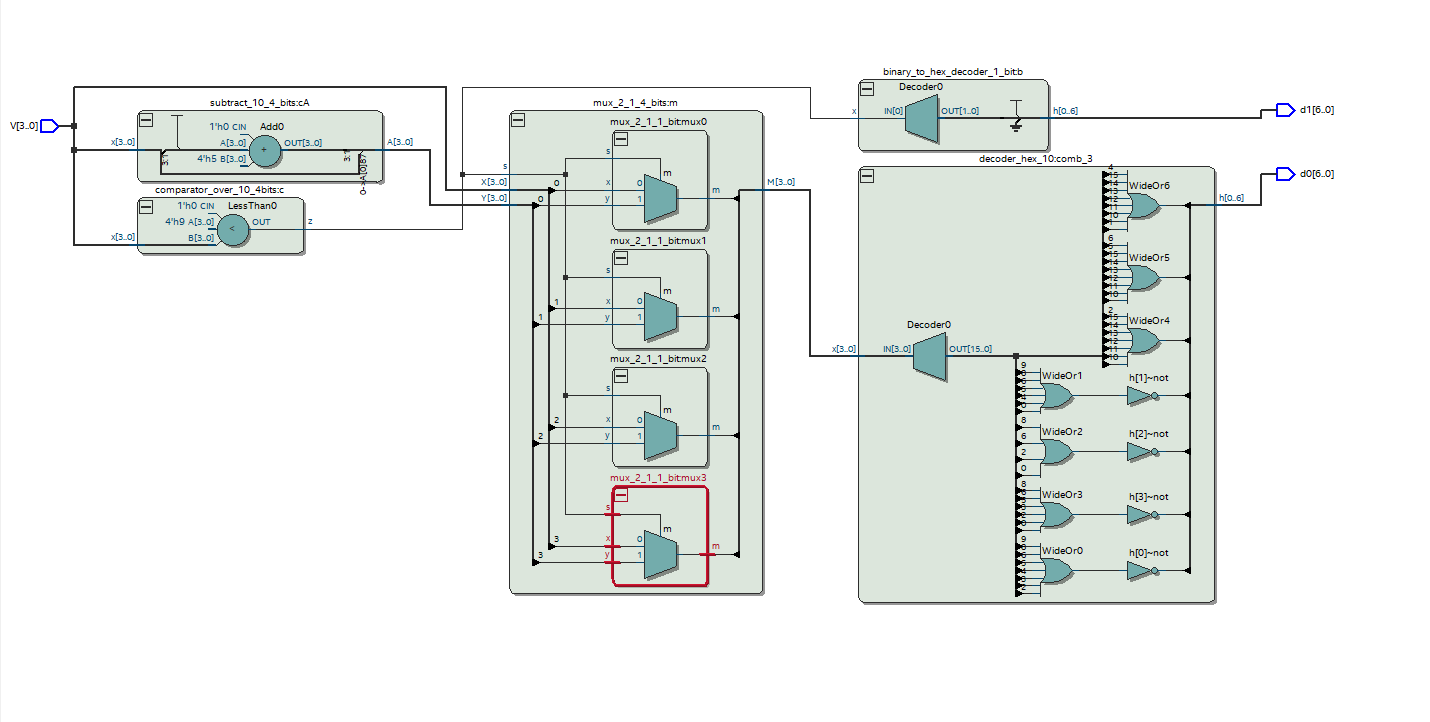 V[3..0]
subtract_10_4_bits:cA
1'h0 CIN
Add0
x[3..0]
A[3..0]
OUT[3..0]
A[3..0]
4'h5 B[3..0]
3:1
comparator_over_10_4bits:c
1'h0 CIN
LessThan0
4'h9 A[3..0]
OUT
z
x[3..0]
B[3..0]
mux_2_1_4_bits:m
s
X[3..0]
Y[3..0]
M[3..0]
mux_2_1_1_bit:mux0
s
m
0
x
0
m
0
y
1
mux_2_1_1_bit:mux1
s
m
1
x
0
m
1
y
1
mux_2_1_1_bit:mux2
s
m
2
x
0
m
2
y
1
mux_2_1_1_bit:mux3
s
m
3
x
0
m
3
y
1
binary_to_hex_decoder_1_bit:b
Decoder0
x
IN[0]
OUT[1..0]
h[0..6]
d1[6..0]
decoder_hex_10:comb_3
d0[6..0]
h[0..6]
WideOr6
WideOr5
WideOr4
Decoder0
x[3..0]
IN[3..0]
OUT[15..0]
WideOr1
h[1]~not
WideOr2
h[2]~not
8
6
2
0
WideOr3
h[3]~not
WideOr0
h[0]~not